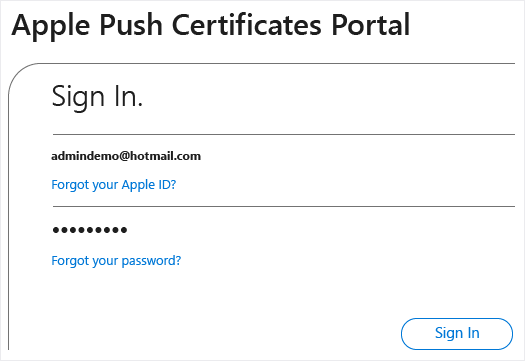 Apple Push Certificates Portal
Sign In.
admindemo@hotmail.com
Forgot your Apple ID?
•••••••••
Forgot your password?
Sign In